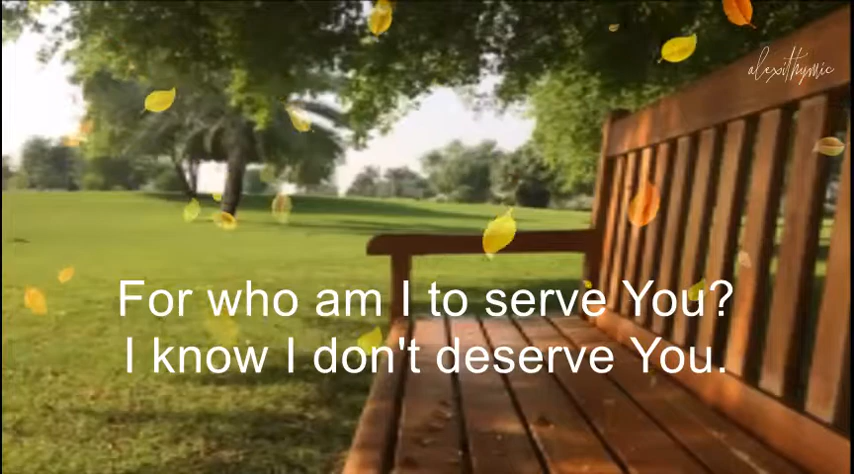 alexithymic
For who am I to serve You?
I know I don't deserve You.